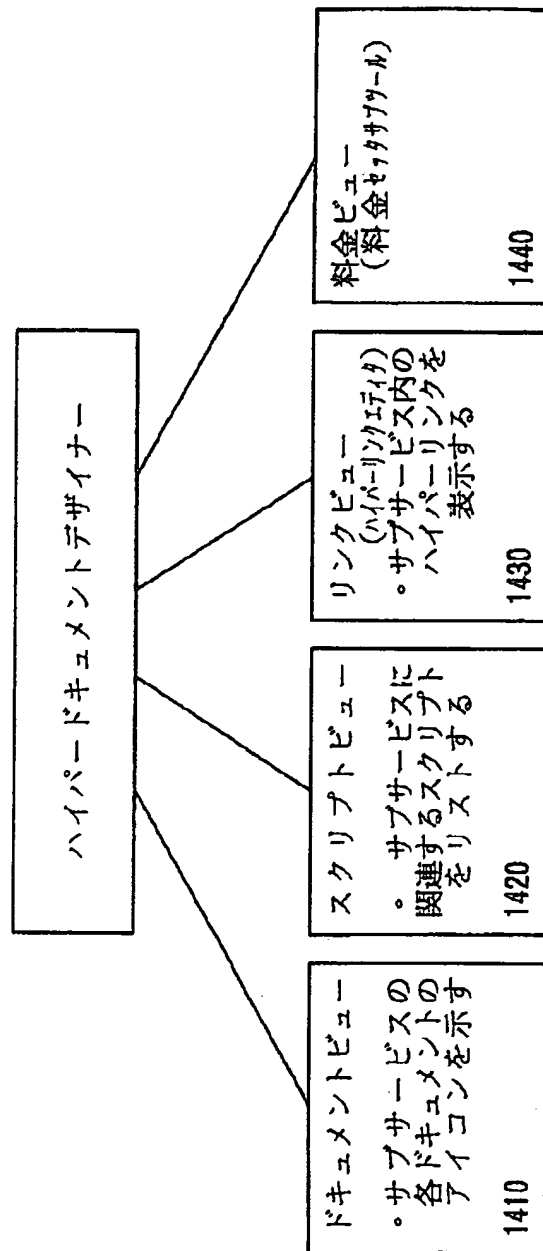 ハイパードキュメントデザイナー
ドキュメントビュー
• サブサービスの
各ドキュメントの
アイコンを示す
1410
スクリプトビュー
• サブサービスに
関連するスクリプト
をリストする
1420
リンクビュー
(ハイパーリンクエディタ)
• サブサービス内の
ハイパーリンクを
表示する
1430
料金ビュー
(料金セッタサブツール)
1440